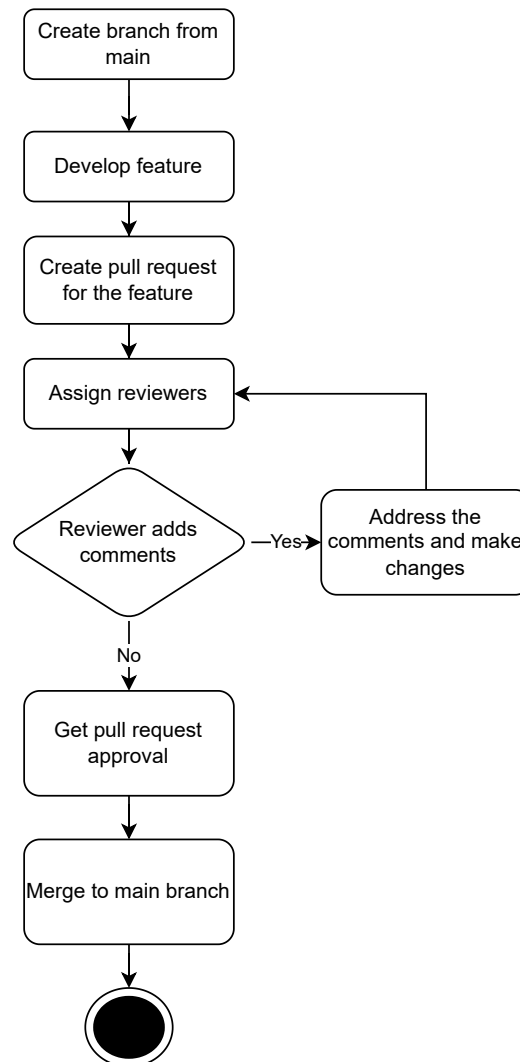 Create branch from
main
Develop feature
Create pull request
for the feature
Assign reviewers
Reviewer adds
comments
Yes
Address the
comments and make
changes
No
Get pull request
approval
Merge to main branch